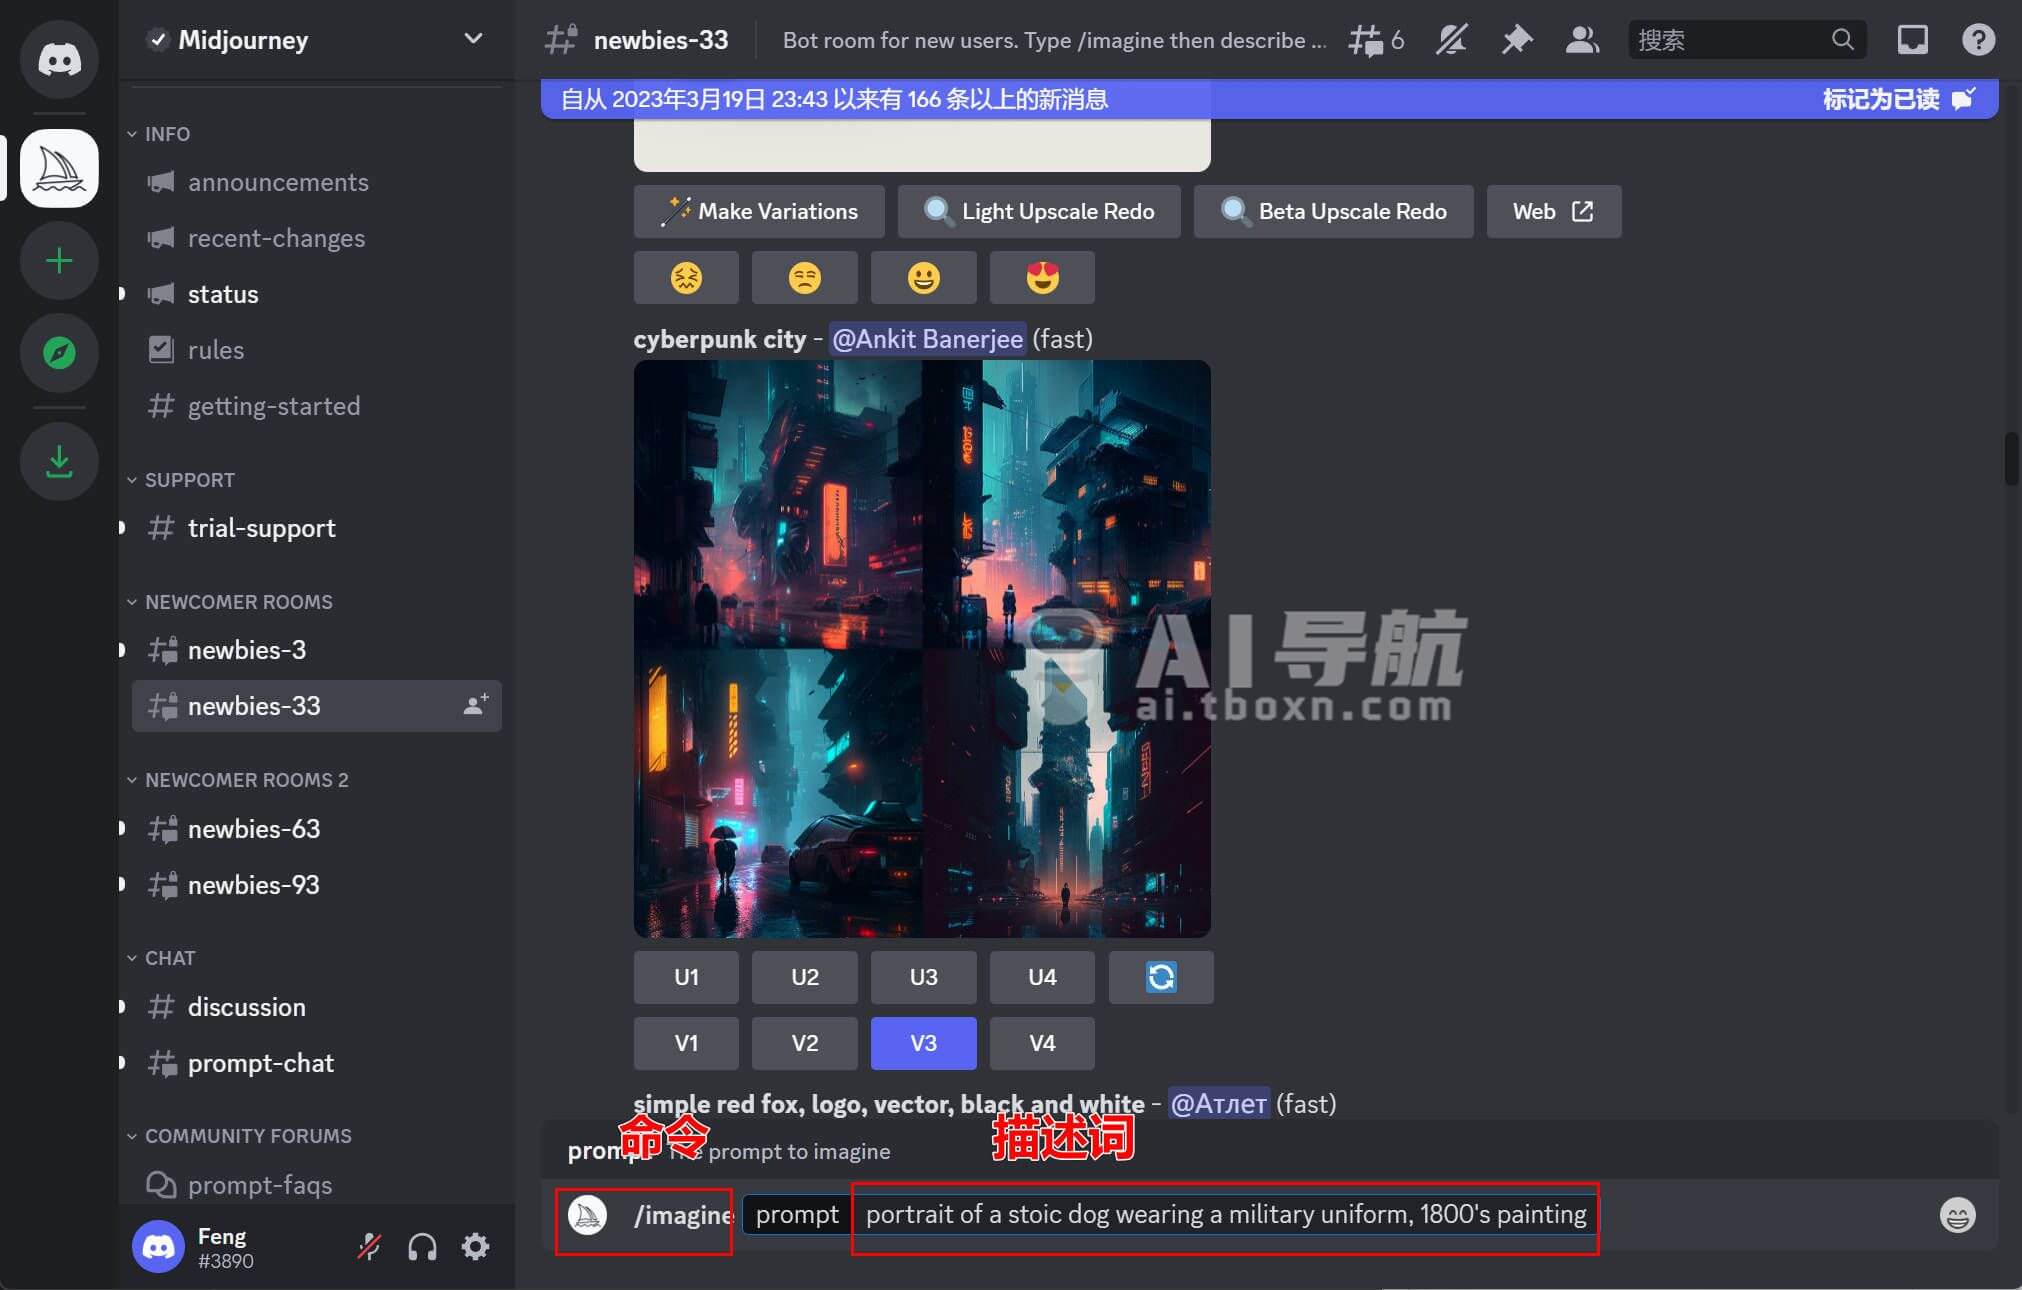 Midjourney
INFO
announcements
recent-changes
status
rules
getting-started
SUPPORT
trial-support
NEWCOMER ROOMS
newbies-3
newbies-33
NEWCOMER ROOMS 2
newbies-63
newbies-93
CHAT
discussion
prompt-chat
COMMUNITY FORUMS
prompt-faqs
Feng
#3890
newbies-33
Bot room for new users. Type /imagine then describe ...
6
搜索
自从 2023年3月19日 23:43 以来有 166 条以上的新消息
标记为已读
Make Variations
Light Upscale Redo
Beta Upscale Redo
Web
cyberpunk city - @Ankit Banerjee (fast)
AI导航
ai.tboxn.com
U1 U2 U3 U4
V1 V2 V3 V4
simple red fox, logo, vector, black and white - @Атлет (fast)
命令
描述词
prompt The prompt to imagine
/imagine prompt portrait of a stoic dog wearing a military uniform, 1800's painting